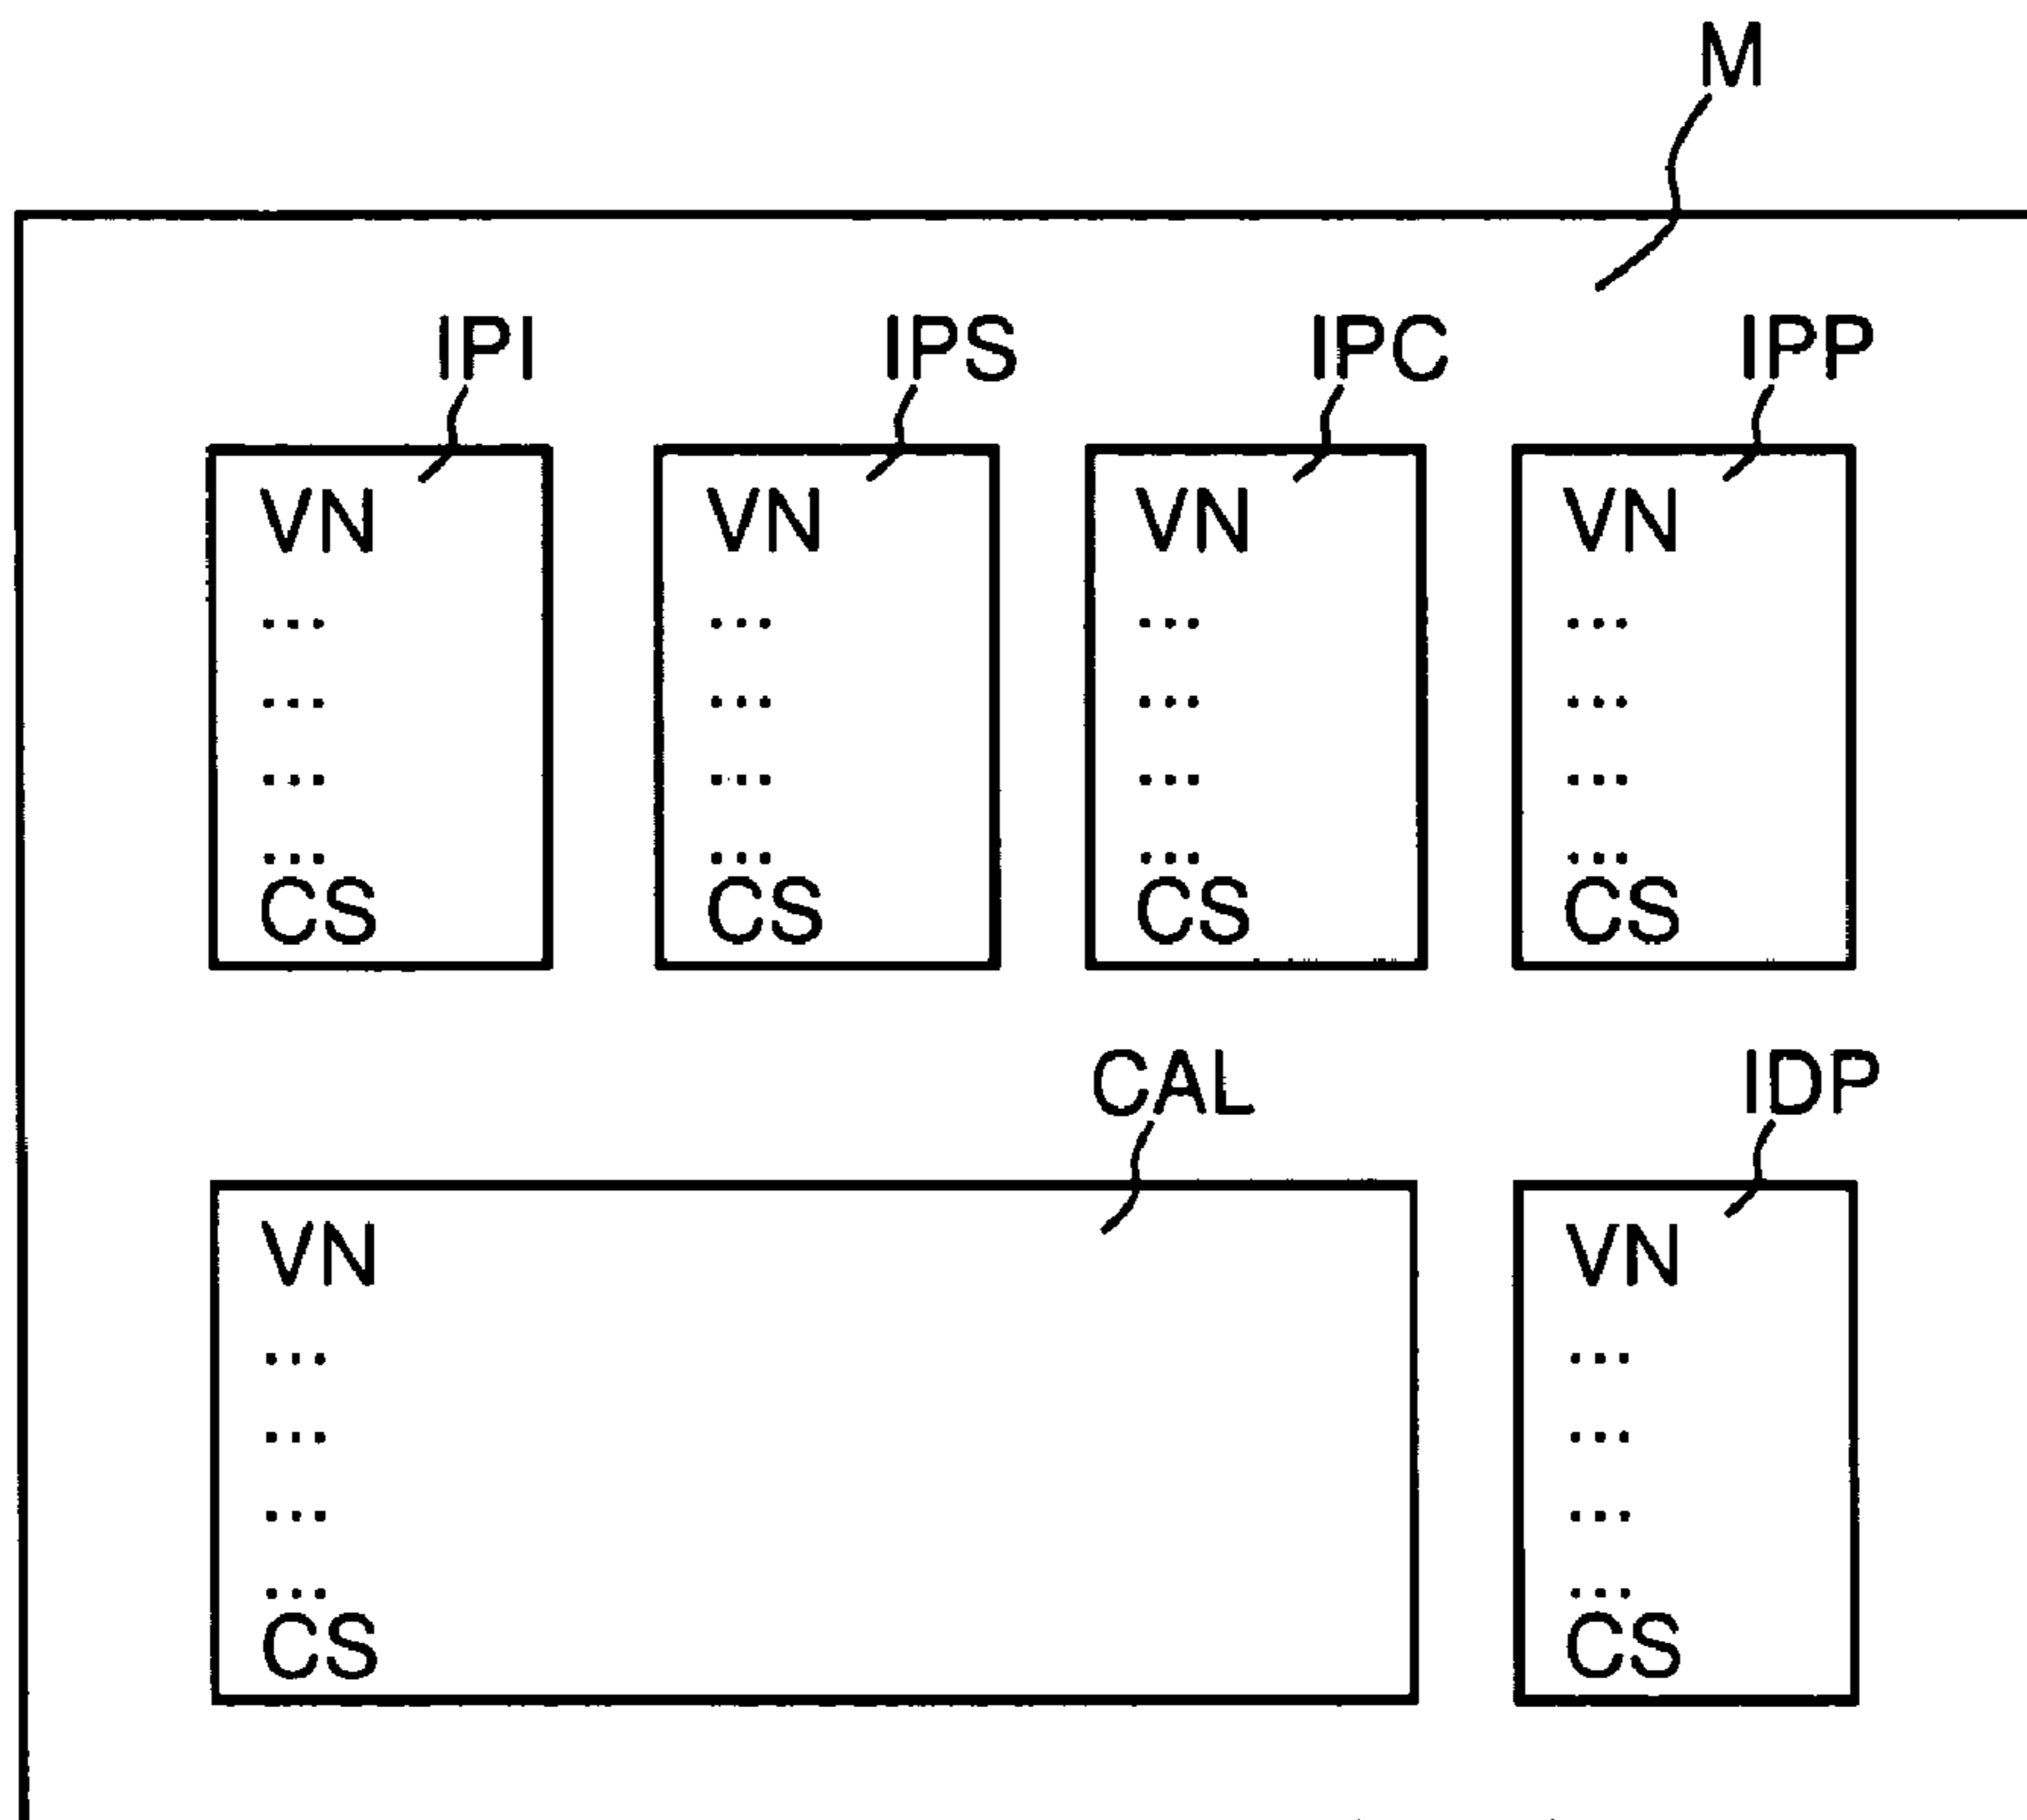 M
IPI IPS IPC IPP
VN VN VN VN
... ... ... ...
... ... ... ...
... ... ... ...
... ... ... ...
CS CS CS CS
CAL IDP
VN VN
... ...
... ...
... ...
... ...
CS CS